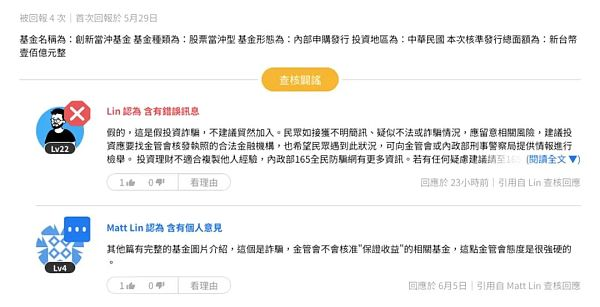 被回報 4 次｜首次回報於 5月29日
基金名稱為：創新當沖基金 基金種類為：股票當沖型 基金形態為：內部申購發行 投資地區為：中華民國 本次核準發行總面額為：新台幣
壹佰億元整
查核闢謠
Lin 認為 含有錯誤訊息
假的，這是假投資詐騙，不建議貿然加入。民眾如接獲不明簡訊、疑似不法或詐騙情況，應留意相關風險，建議投
資應要找金管會核發執照的合法金融機構，也希望民眾遇到此狀況，可向金管會或內政部刑事警察局提供情報進行
檢舉。 投資理財不適合複製他人經驗，內政部165全民防騙網有更多資訊。若有任何疑慮建議請至16 (閱讀全文 ▼)
Lv22
1 0 看理由
回應於 23小時前｜引用自 Lin 查核回應
Matt Lin 認為 含有個人意見
其他篇有完整的基金圖片介紹，這個是詐騙，金管會不會核准"保證收益"的相關基金，這點金管會態度是很強硬的
。
Lv4
1 0 看理由
回應於 6月5日｜引用自 Matt Lin 查核回應